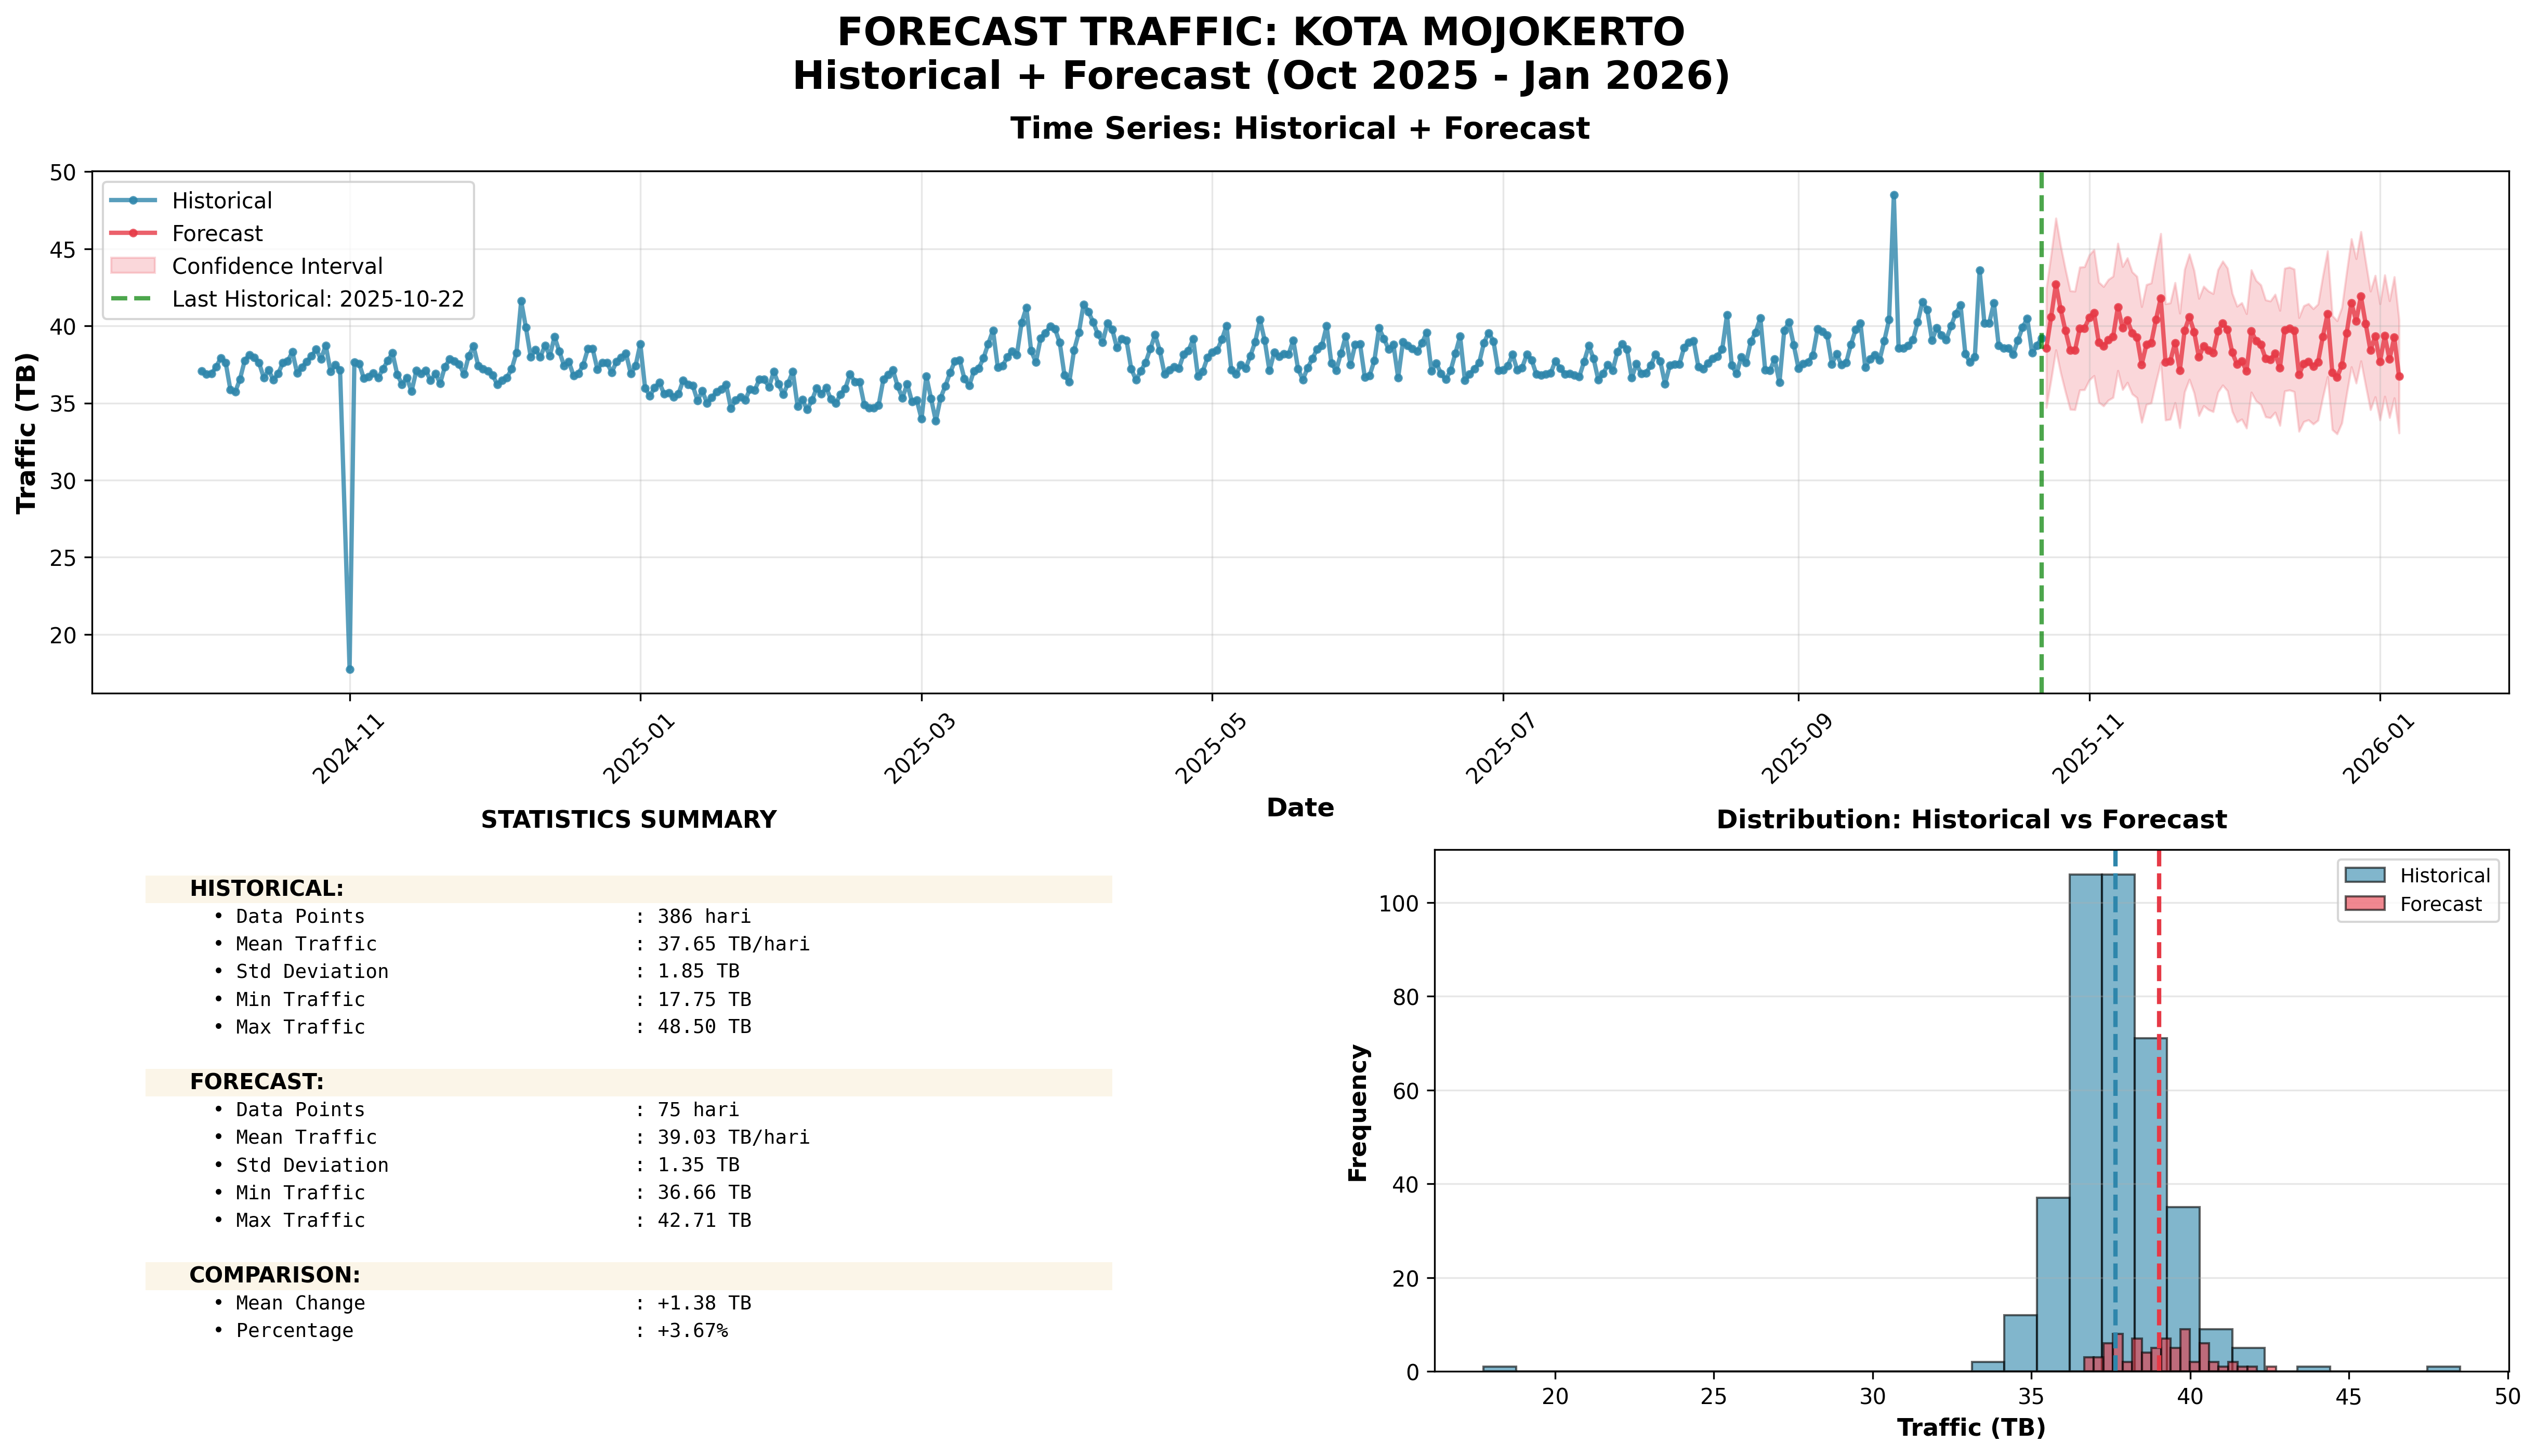 FORECAST TRAFFIC: KOTA MOJOKERTO
Historical + Forecast (Oct 2025 - Jan 2026)
Time Series: Historical + Forecast
Traffic (TB)
50
45
40
35
30
25
20
Historical
Forecast
Confidence Interval
Last Historical: 2025-10-22
2024-11
2025-01
2025-03
2025-05
2025-07
2025-09
2025-11
2026-01
Date
STATISTICS SUMMARY
HISTORICAL:
• Data Points : 386 hari
• Mean Traffic : 37.65 TB/hari
• Std Deviation : 1.85 TB
• Min Traffic : 17.75 TB
• Max Traffic : 48.50 TB
FORECAST:
• Data Points : 75 hari
• Mean Traffic : 39.03 TB/hari
• Std Deviation : 1.35 TB
• Min Traffic : 36.66 TB
• Max Traffic : 42.71 TB
COMPARISON:
• Mean Change : +1.38 TB
• Percentage : +3.67%
Distribution: Historical vs Forecast
Frequency
100
80
60
40
20
0
Historical
Forecast
20
25
30
35
40
45
50
Traffic (TB)